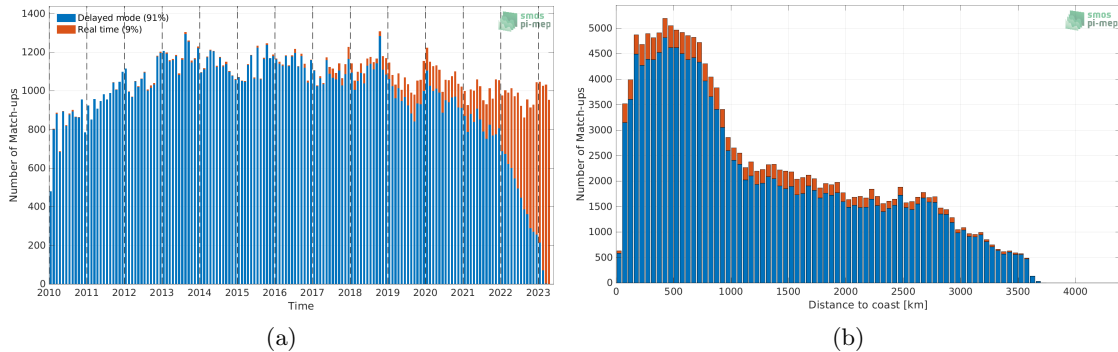 Delayed mode (91%)
Real time (9%)
smos
pi-mep
Number of Match-ups
1400
1200
1000
800
600
400
200
0
2010 2011 2012 2013 2014 2015 2016 2017 2018 2019 2020 2021 2022 2023
Time
(a)
smos
pi-mep
Number of Match-ups
5000
4500
4000
3500
3000
2500
2000
1500
1000
500
0
0 500 1000 1500 2000 2500 3000 3500 4000
Distance to coast [km]
(b)